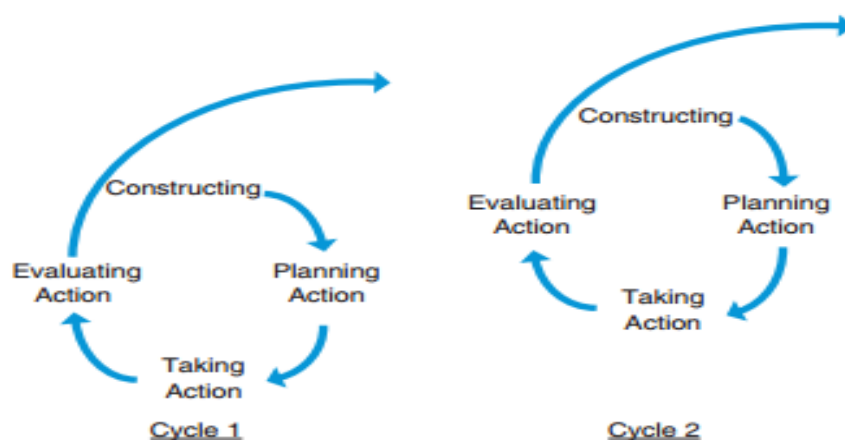 Constructing
Evaluating
Action
Planning
Action
Taking
Action
Cycle 1
Constructing
Evaluating
Action
Planning
Action
Taking
Action
Cycle 2